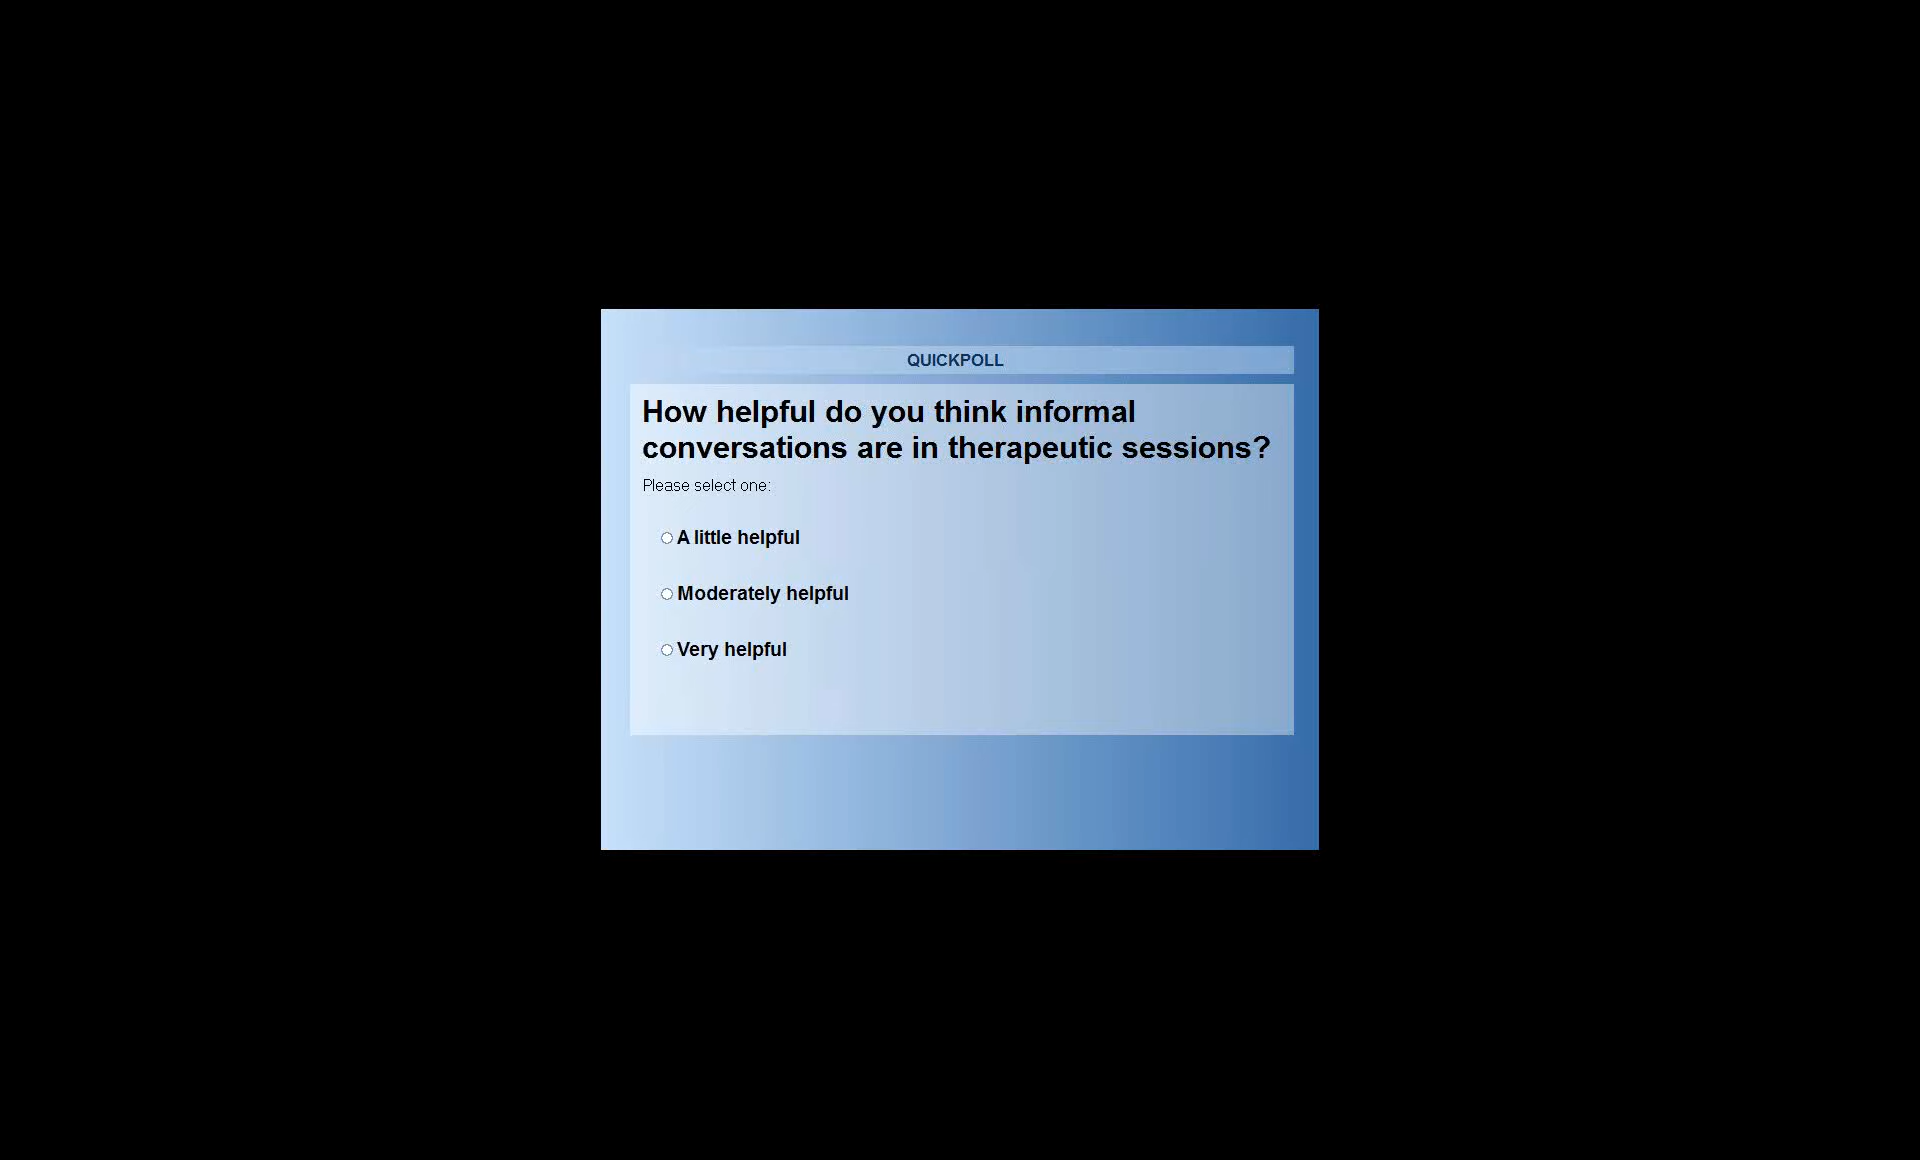 QUICKPOLL
How helpful do you think informal
conversations are in therapeutic sessions?
Please select one:
A little helpful
Moderately helpful
Very helpful